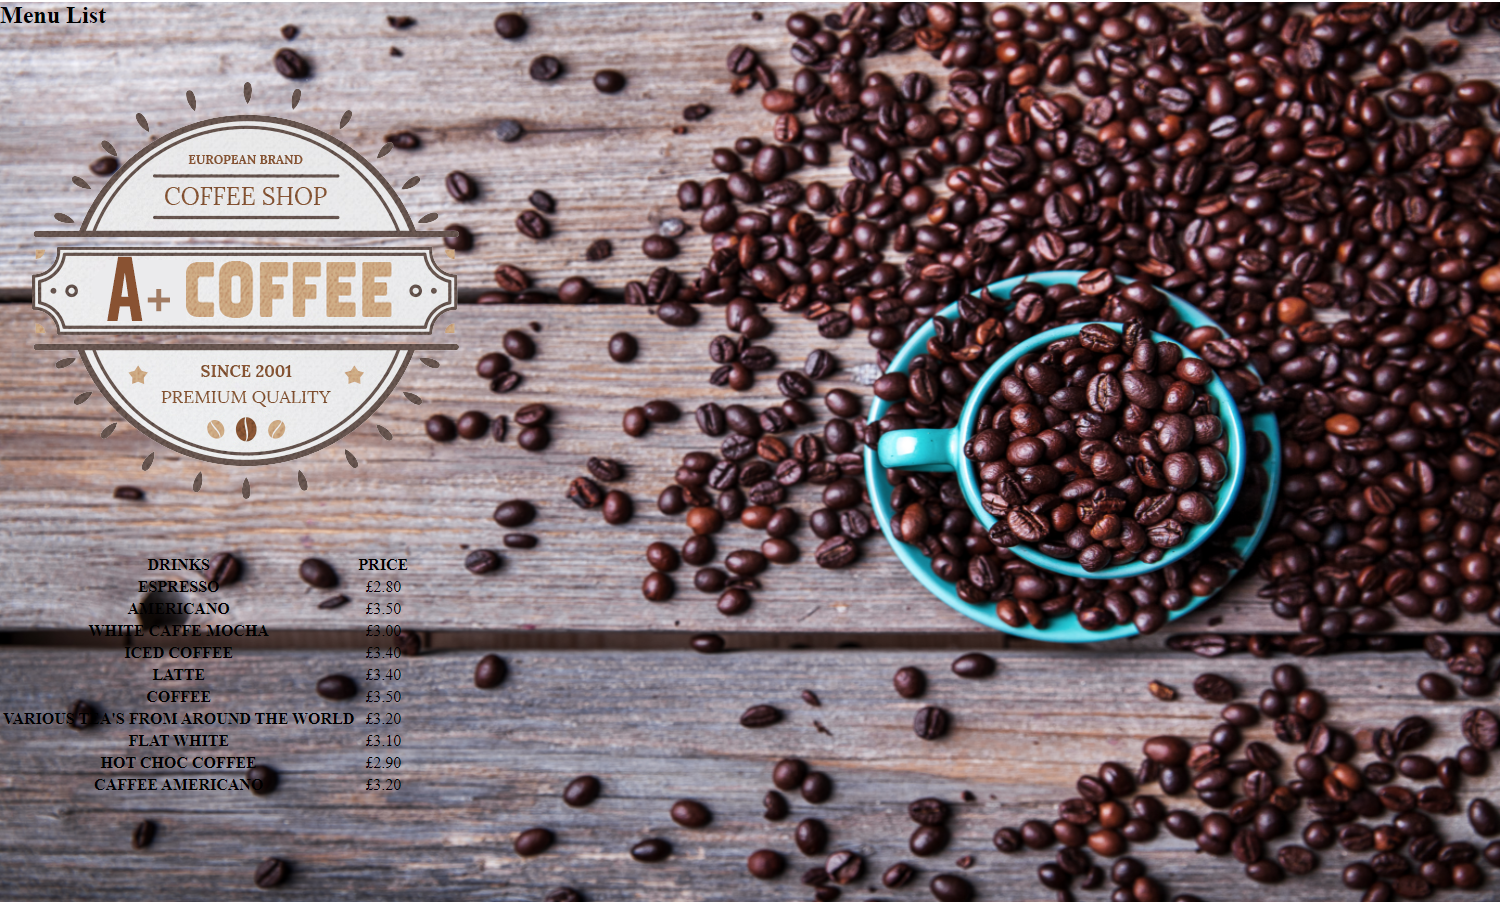 Menu List
EUROPEAN BRAND
COFFEE SHOP
A+ COFFEE
SINCE 2001
PREMIUM QUALITY
DRINKS PRICE
ESPRESSO £2.80
AMERICANO £3.50
WHITE CAFFE MOCHA £3.00
ICED COFFEE £3.40
LATTE £3.40
COFFEE £3.50
VARIOUS TEA'S FROM AROUND THE WORLD £3.20
FLAT WHITE £3.10
HOT CHOC COFFEE £2.90
CAFFEE AMERICANO £3.20